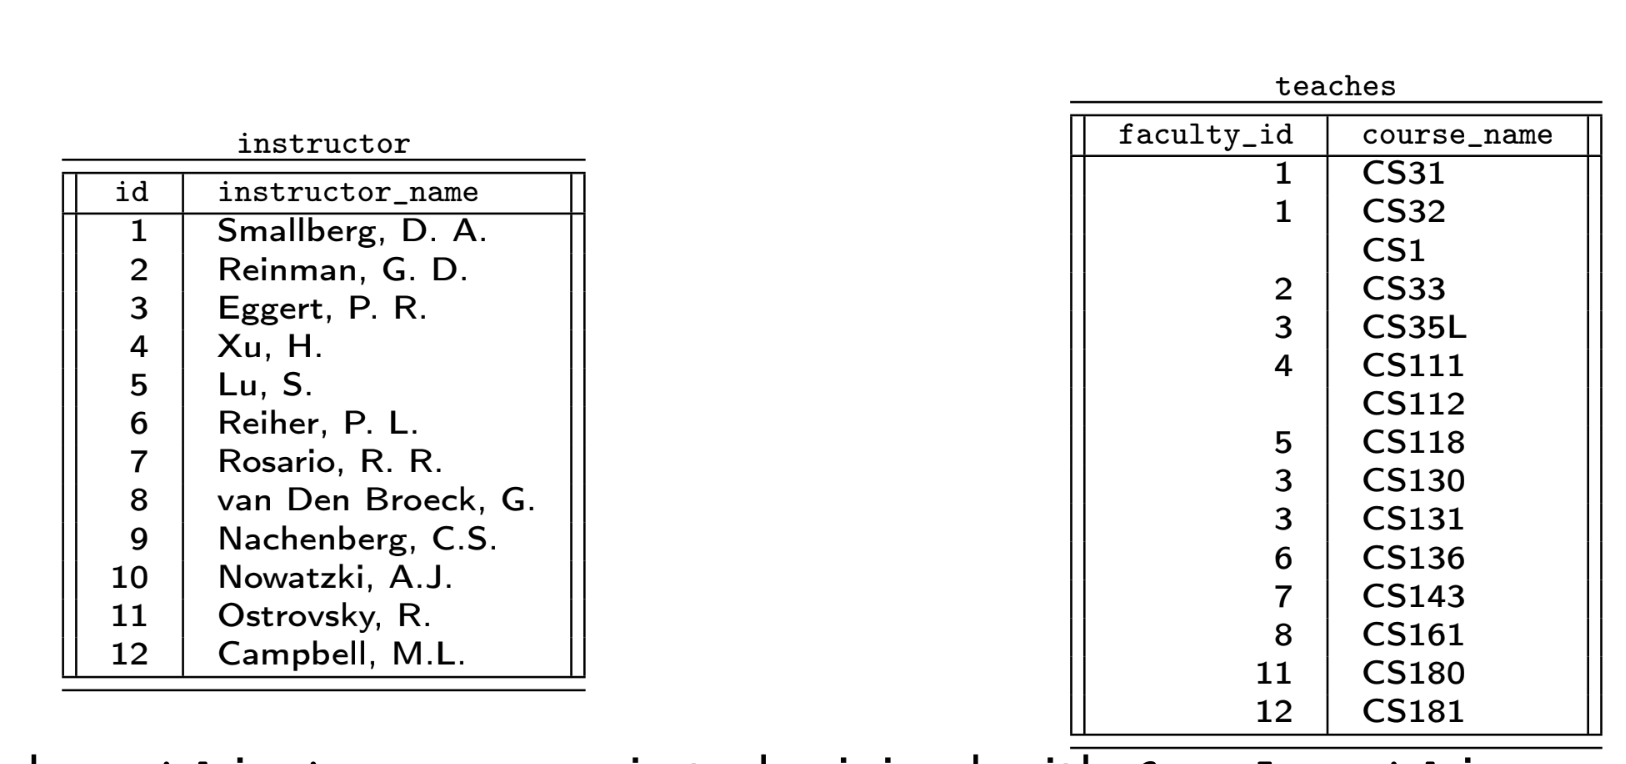 instructor
id instructor_name
1 Smallberg, D. A.
2 Reinman, G. D.
3 Eggert, P. R.
4 Xu, H.
5 Lu, S.
6 Reiher, P. L.
7 Rosario, R. R.
8 van Den Broeck, G.
9 Nachenberg, C.S.
10 Nowatzki, A.J.
11 Ostrovsky, R.
12 Campbell, M.L.
teaches
faculty_id course_name
1 CS31
1 CS32
CS1
2 CS33
3 CS35L
4 CS111
CS112
5 CS118
3 CS130
3 CS131
6 CS136
7 CS143
8 CS161
11 CS180
12 CS181